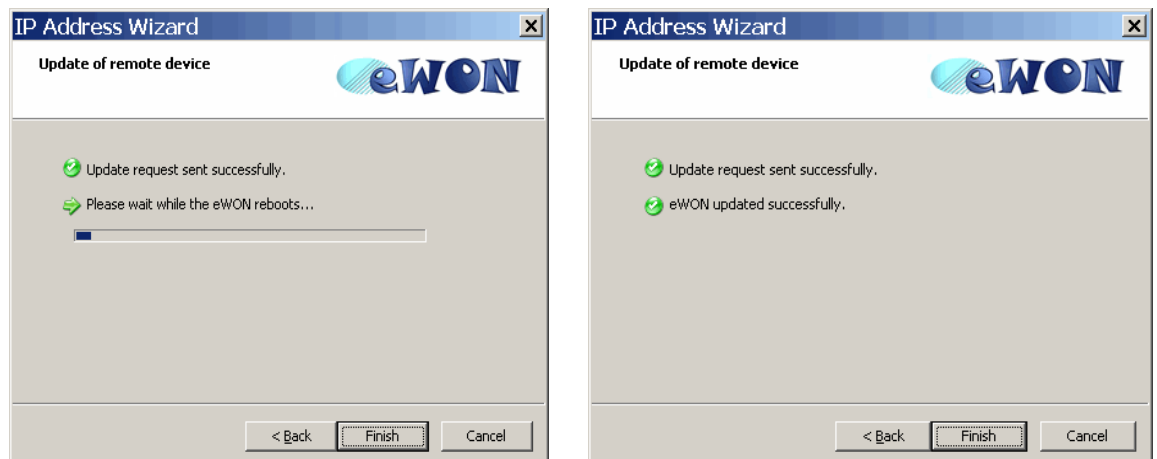 IP Address Wizard
Update of remote device
eWON
Update request sent successfully.
Please wait while the eWON reboots...
< Back
Finish
Cancel
IP Address Wizard
Update of remote device
eWON
Update request sent successfully.
eWON updated successfully.
< Back
Finish
Cancel